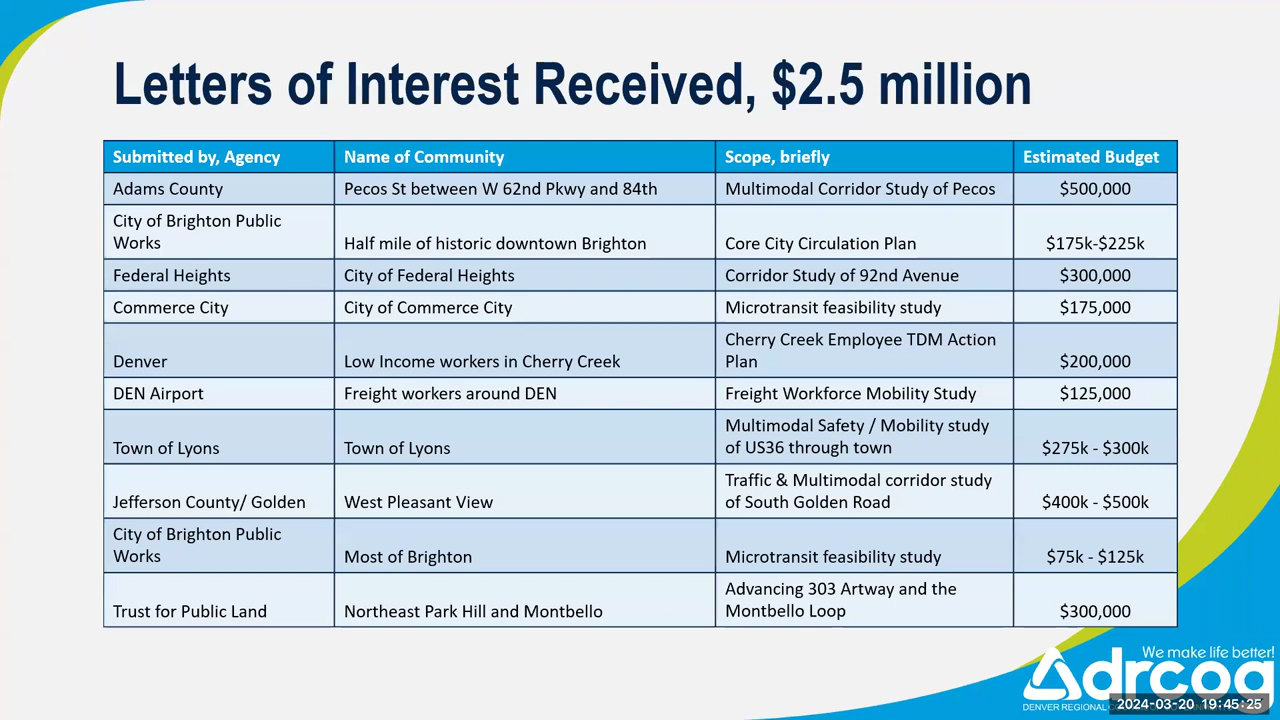 Letters of Interest Received, $2.5 million
Submitted by, Agency Name of Community Scope, briefly Estimated Budget
Adams County Pecos St between W 62nd Pkwy and 84th Multimodal Corridor Study of Pecos $500,000
City of Brighton Public
Works Half mile of historic downtown Brighton Core City Circulation Plan $175k-$225k
Federal Heights City of Federal Heights Corridor Study of 92nd Avenue $300,000
Commerce City City of Commerce City Microtransit feasibility study $175,000
Cherry Creek Employee TDM Action
Denver Low Income workers in Cherry Creek Plan $200,000
DEN Airport Freight workers around DEN Freight Workforce Mobility Study $125,000
Multimodal Safety / Mobility study
Town of Lyons Town of Lyons of US36 through town $275k - $300k
Traffic & Multimodal corridor study
Jefferson County/ Golden West Pleasant View of South Golden Road $400k - $500k
City of Brighton Public
Works Most of Brighton Microtransit feasibility study $75k - $125k
Advancing 303 Artway and the
Trust for Public Land Northeast Park Hill and Montbello Montbello Loop $300,000
We make life better!
drcog
DENVER REGIONAL
2024-03-20 19:45:25